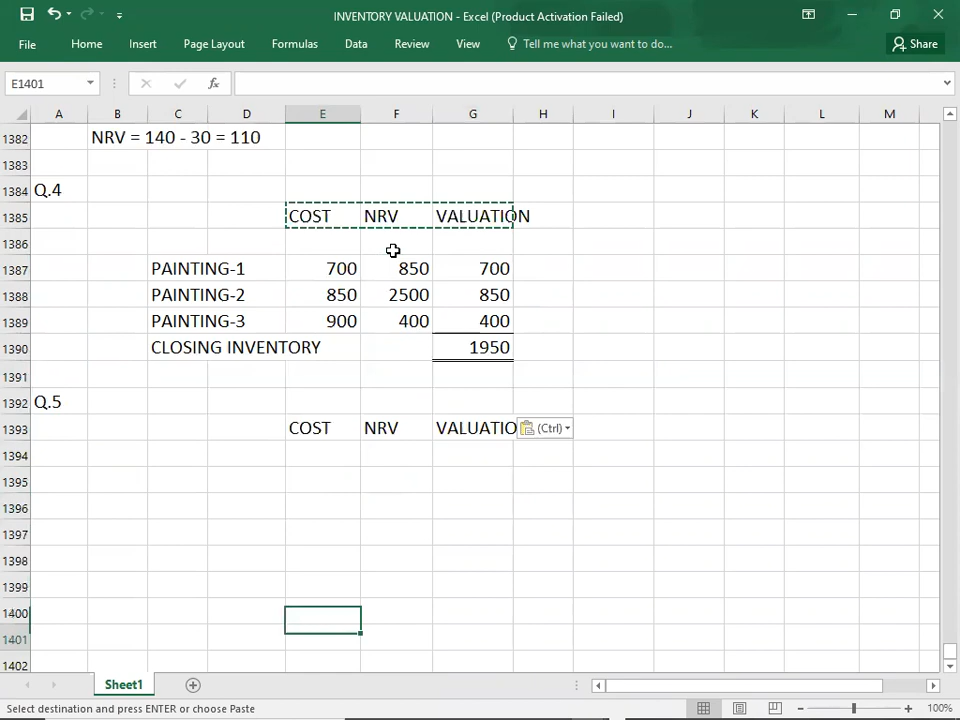 INVENTORY VALUATION - Excel (Product Activation Failed)
File Home Insert Page Layout Formulas Data Review View Tell me what you want to do... Share
E1401 fx
A B C D E F G H I J K L M
1382 NRV = 140 - 30 = 110
1383
1384 Q.4
1385 COST NRV VALUATION
1386
1387 PAINTING-1 700 850 700
1388 PAINTING-2 850 2500 850
1389 PAINTING-3 900 400 400
1390 CLOSING INVENTORY 1950
1391
1392 Q.5
1393 COST NRV VALUATIO (Ctrl)
1394
1395
1396
1397
1398
1399
1400
1401
1402
Sheet1
Select destination and press ENTER or choose Paste 100%